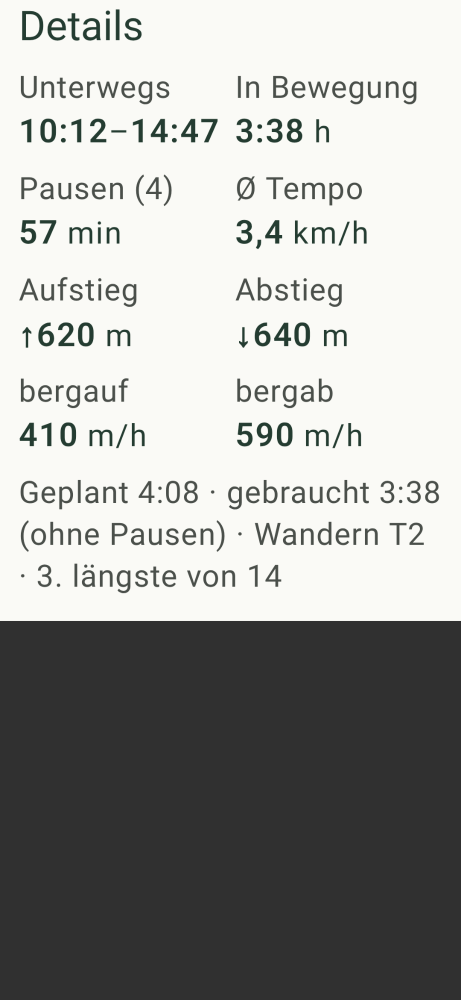 Details
Unterwegs
In Bewegung
10:12–14:47
3:38 h
Pausen (4)
Ø Tempo
57 min
3,4 km/h
Aufstieg
Abstieg
↑620 m
↓640 m
bergauf
bergab
410 m/h
590 m/h
Geplant 4:08 · gebraucht 3:38
(ohne Pausen) · Wandern T2
· 3. längste von 14